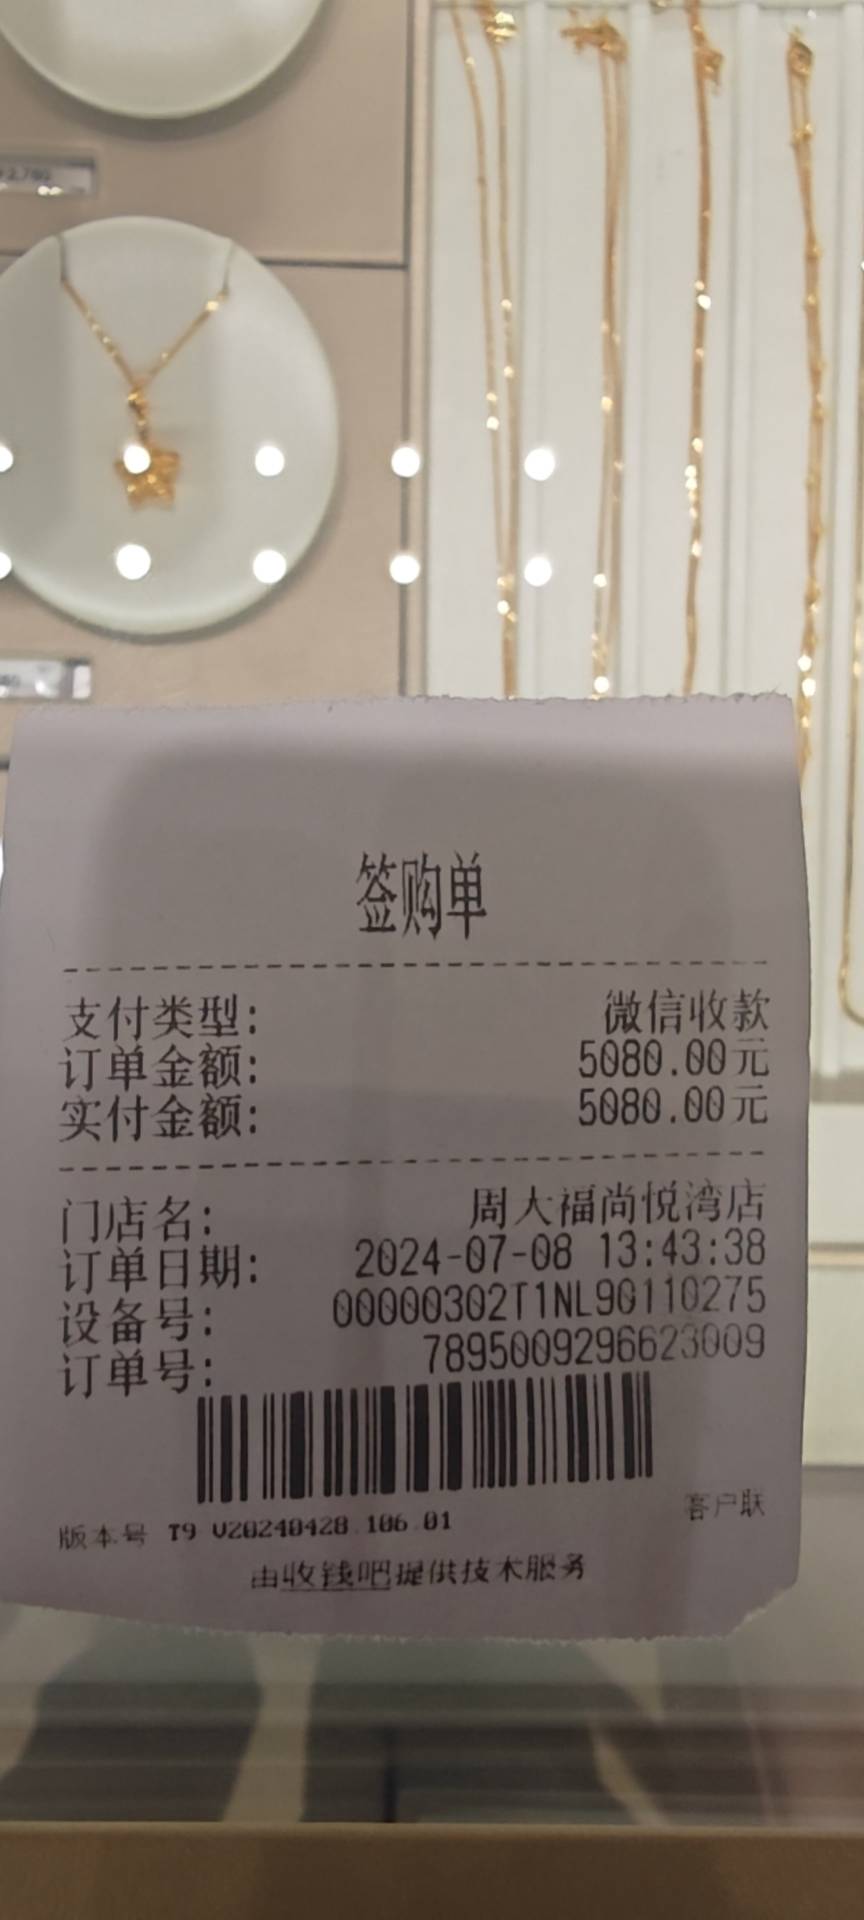 签购单
支付类型: 微信收款
订单金额: 5080.00元
实付金额: 5080.00元
门店名: 周大福尚悦湾店
订单日期: 2024-07-08 13:43:38
设备号: 00000302T1NL90110275
订单号: 7895009296623009
客户联
版本号 T9 V20240428.106.01
由收钱吧提供技术服务